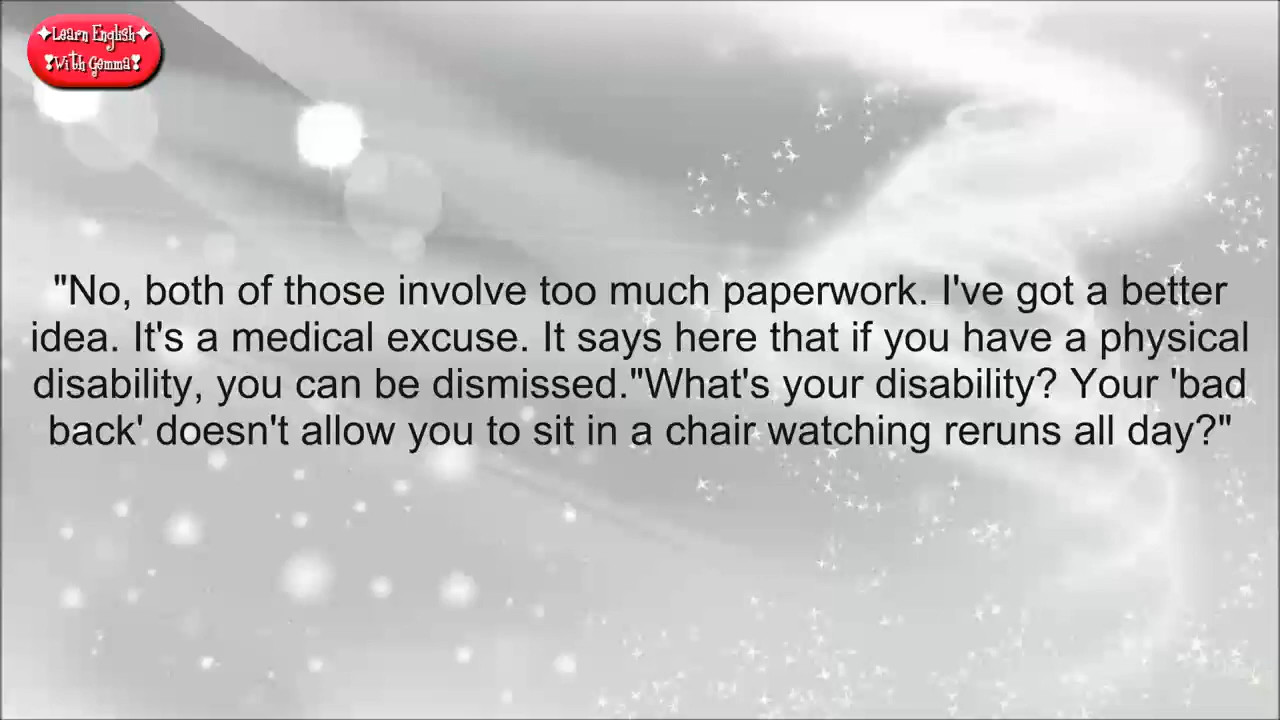 ✦Learn English✦
❣With Gemma❣
"No, both of those involve too much paperwork. I've got a better
idea. It's a medical excuse. It says here that if you have a physical
disability, you can be dismissed."What's your disability? Your 'bad
back' doesn't allow you to sit in a chair watching reruns all day?"